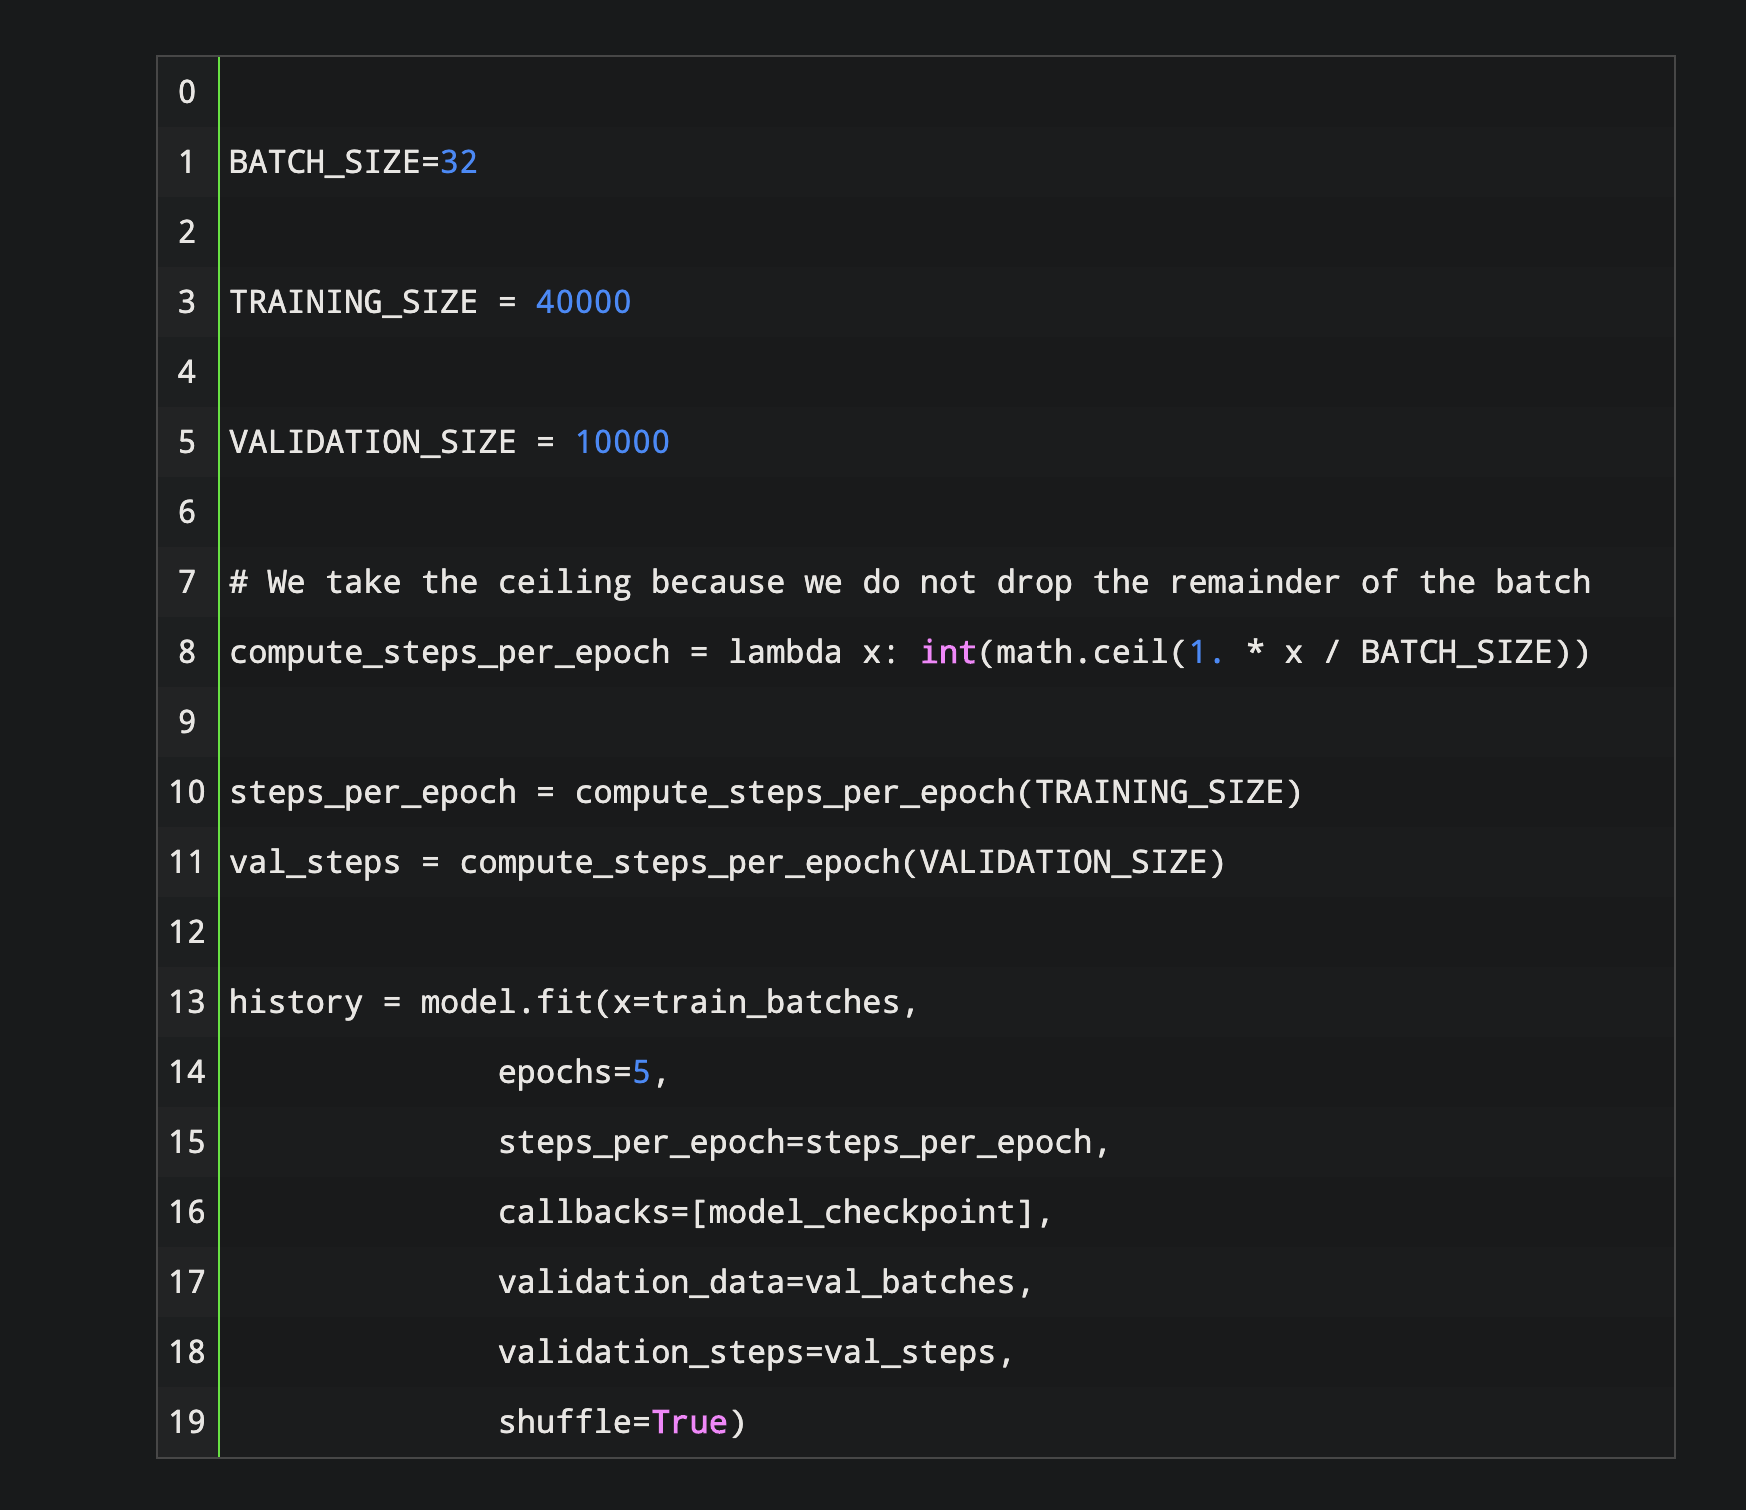 0
1 BATCH_SIZE=32
2
3 TRAINING_SIZE = 40000
4
5 VALIDATION_SIZE = 10000
6
7 # We take the ceiling because we do not drop the remainder of the batch
8 compute_steps_per_epoch = lambda x: int(math.ceil(1. * x / BATCH_SIZE))
9
10 steps_per_epoch = compute_steps_per_epoch(TRAINING_SIZE)
11 val_steps = compute_steps_per_epoch(VALIDATION_SIZE)
12
13 history = model.fit(x=train_batches,
14               epochs=5,
15               steps_per_epoch=steps_per_epoch,
16               callbacks=[model_checkpoint],
17               validation_data=val_batches,
18               validation_steps=val_steps,
19               shuffle=True)